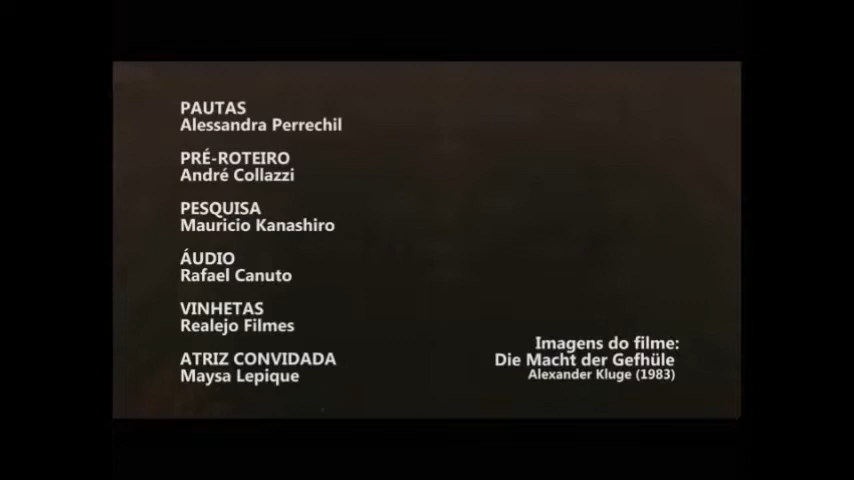 PAUTAS
Alessandra Perrechil
PRÉ-ROTEIRO
André Collazzi
PESQUISA
Mauricio Kanashiro
ÁUDIO
Rafael Canuto
VINHETAS
Realejo Filmes
ATRIZ CONVIDADA
Maysa Lepique
Imagens do filme:
Die Macht der Gefhüle
Alexander Kluge (1983)